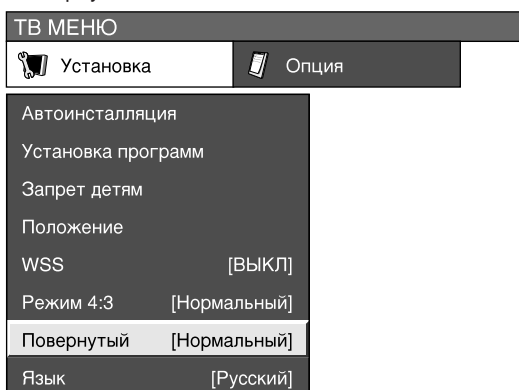 ТВ МЕНЮ
Установка Опция
Автоинсталляция
Установка программ
Запрет детям
Положение
WSS [ВЫКЛ]
Режим 4:3 [Нормальный]
Повернутый [Нормальный]
Язык [Русский]